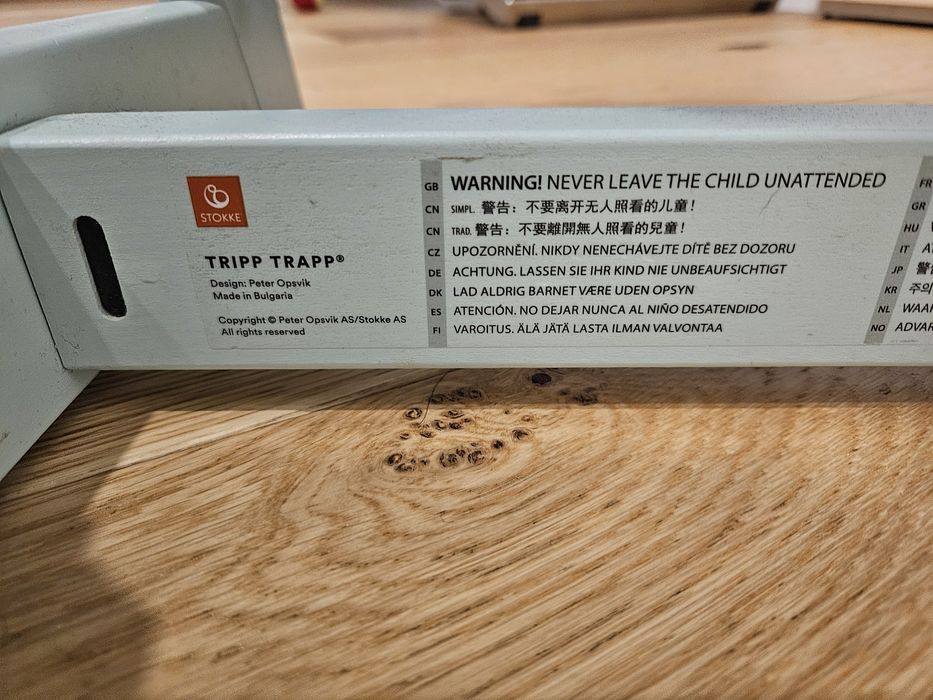 STOKKE
TRIPP TRAPP®
Design: Peter Opsvik
Made in Bulgaria
Copyright © Peter Opsvik AS/Stokke AS
All rights reserved
GB WARNING! NEVER LEAVE THE CHILD UNATTENDED
CN SIMPL. 警告：不要离开无人照看的儿童！
CN TRAD. 警告：不要離開無人照看的兒童！
CZ UPOZORNĚNÍ. NIKDY NENECHÁVEJTE DÍTĚ BEZ DOZORU
DE ACHTUNG. LASSEN SIE IHR KIND NIE UNBEAUFSICHTIGT
DK LAD ALDRIG BARNET VÆRE UDEN OPSYN
ES ATENCIÓN. NO DEJAR NUNCA AL NIÑO DESATENDIDO
FI VAROITUS. ÄLÄ JÄTÄ LASTA ILMAN VALVONTAA
FR
GR
HU
IT
JP
KR 주의
NL
NO